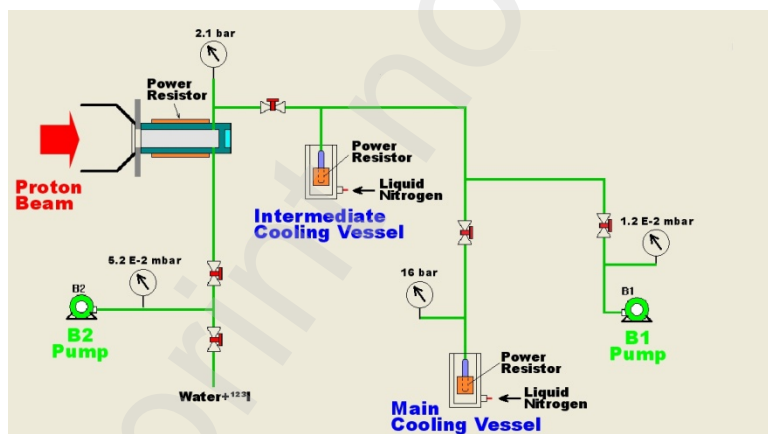 2.1 bar
Power
Resistor
Proton
Beam
Power
Resistor
Liquid
Nitrogen
Intermediate
Cooling Vessel
1.2 E-2 mbar
5.2 E-2 mbar
16 bar
B2
B2
Pump
B1
B1
Pump
Power
Resistor
Liquid
Nitrogen
Main
Cooling Vessel
Water+¹²³I